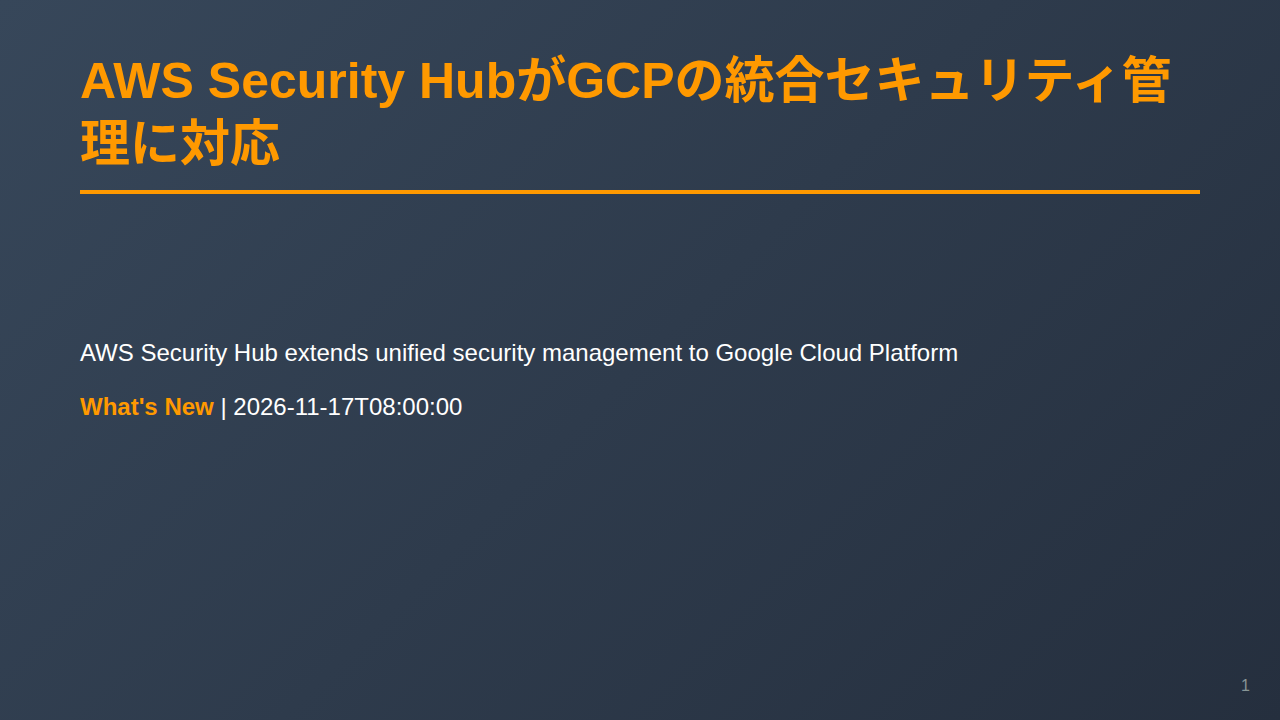 AWS Security HubがGCPの統合セキュリティ管
理に対応
AWS Security Hub extends unified security management to Google Cloud Platform
What's New | 2026-11-17T08:00:00
1